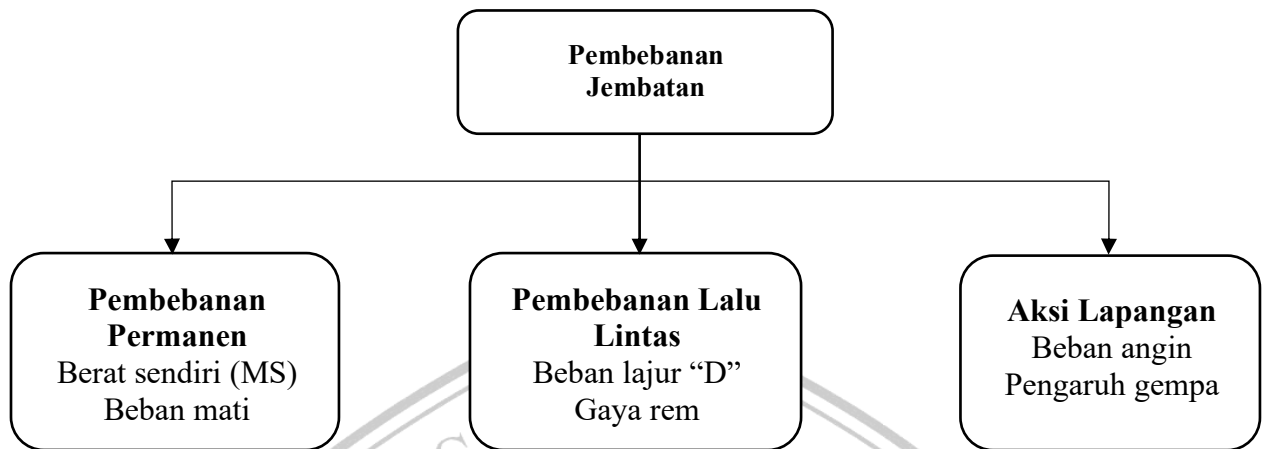 Pembebanan
Jembatan
Pembebanan
Permanen
Berat sendiri (MS)
Beban mati
Pembebanan Lalu
Lintas
Beban lajur “D”
Gaya rem
Aksi Lapangan
Beban angin
Pengaruh gempa